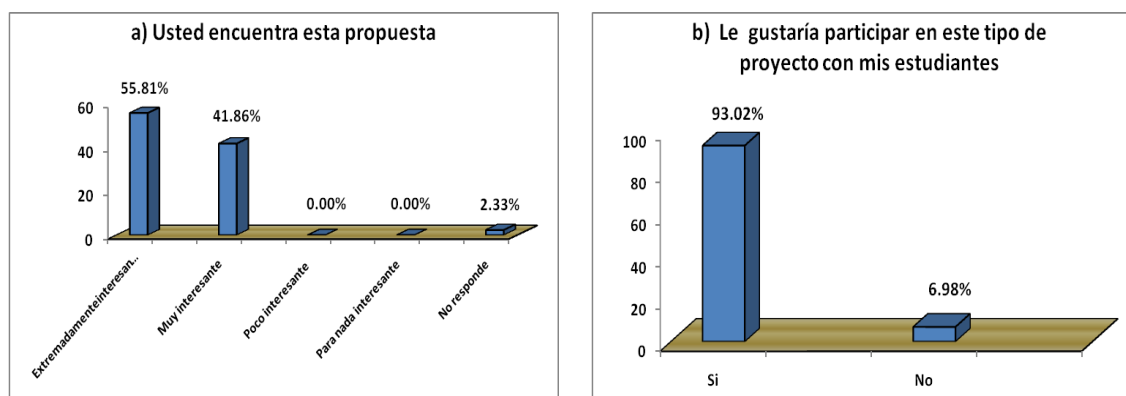 a) Usted encuentra esta propuesta
55.81%
41.86%
0.00%
0.00%
2.33%
60
40
20
0
Extremadamenteinteresan..
Muy interesante
Poco interesante
Para nada interesante
No responde
b) Le gustaría participar en este tipo de
proyecto con mis estudiantes
93.02%
6.98%
100
80
60
40
20
0
Si
No